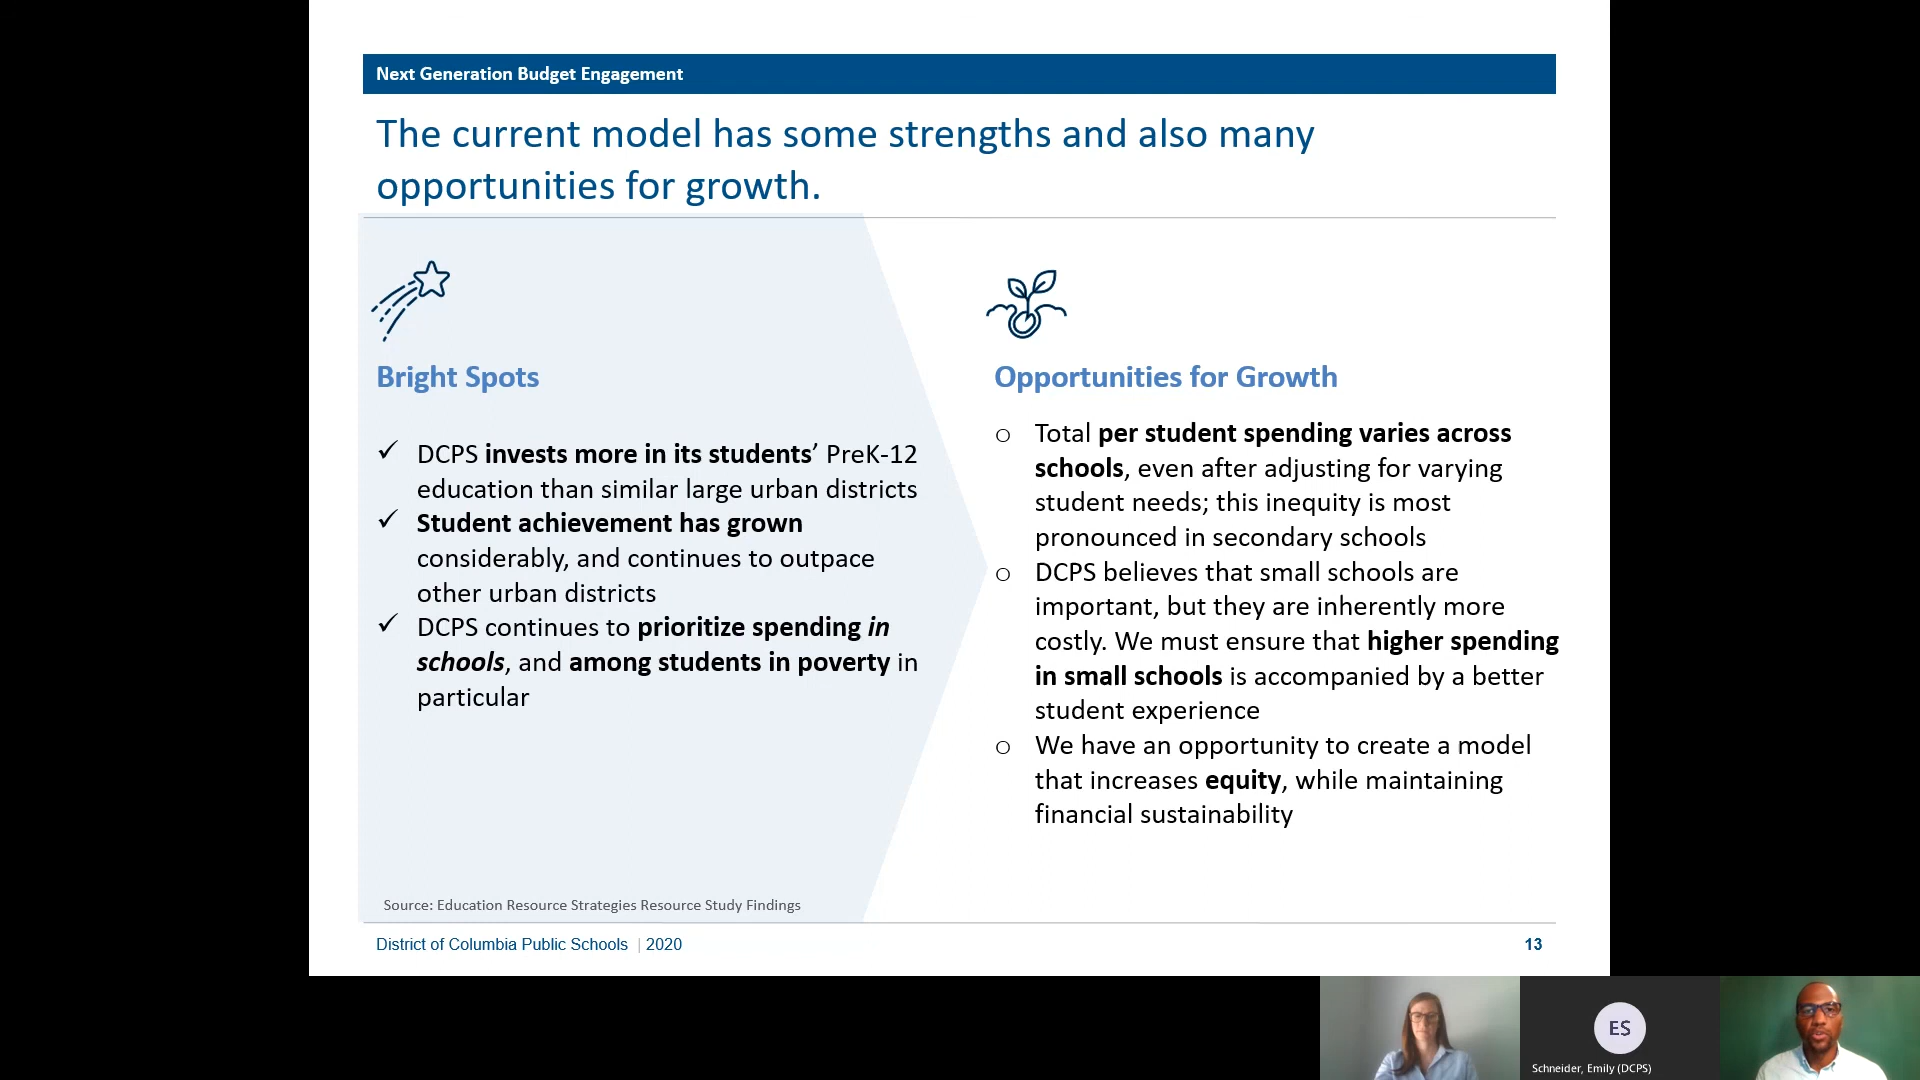 Next Generation Budget Engagement
The current model has some strengths and also many
opportunities for growth.
Bright Spots
✓ DCPS invests more in its students’ PreK-12
education than similar large urban districts
✓ Student achievement has grown
considerably, and continues to outpace
other urban districts
✓ DCPS continues to prioritize spending in
schools, and among students in poverty in
particular
Opportunities for Growth
o Total per student spending varies across
schools, even after adjusting for varying
student needs; this inequity is most
pronounced in secondary schools
o DCPS believes that small schools are
important, but they are inherently more
costly. We must ensure that higher spending
in small schools is accompanied by a better
student experience
o We have an opportunity to create a model
that increases equity, while maintaining
financial sustainability
Source: Education Resource Strategies Resource Study Findings
District of Columbia Public Schools | 2020
13
ES
Schneider, Emily (DCPS)